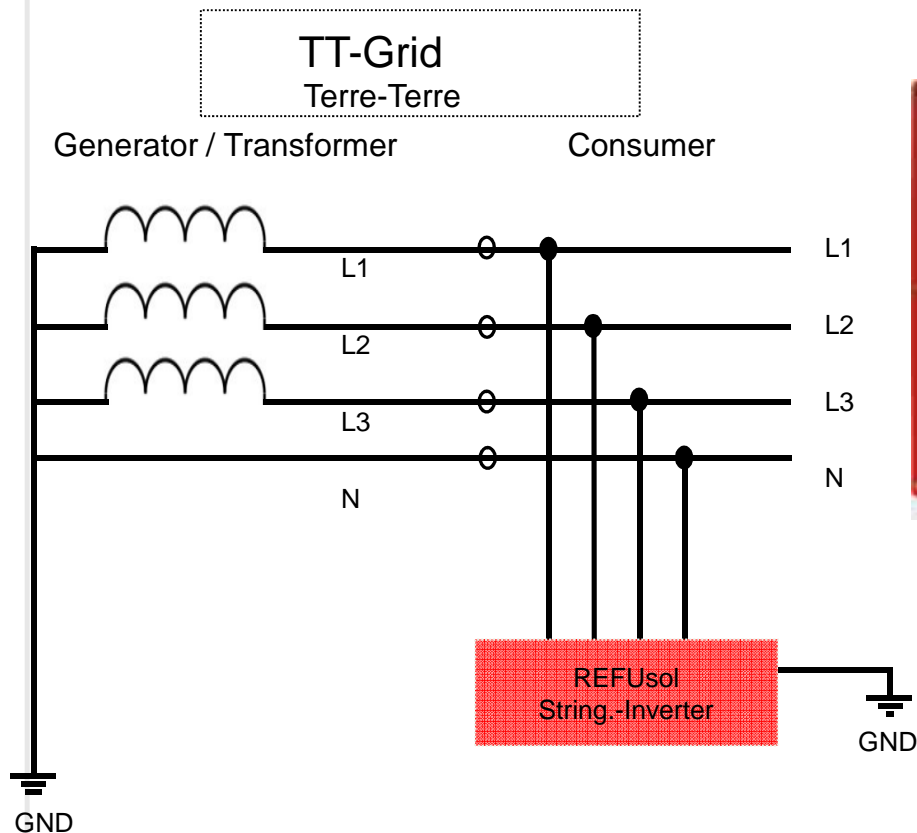 TT-Grid
Terre-Terre
Generator / Transformer
Consumer
L1
L1
L2
L2
L3
L3
N
N
REFUsol
String.-Inverter
GND
GND